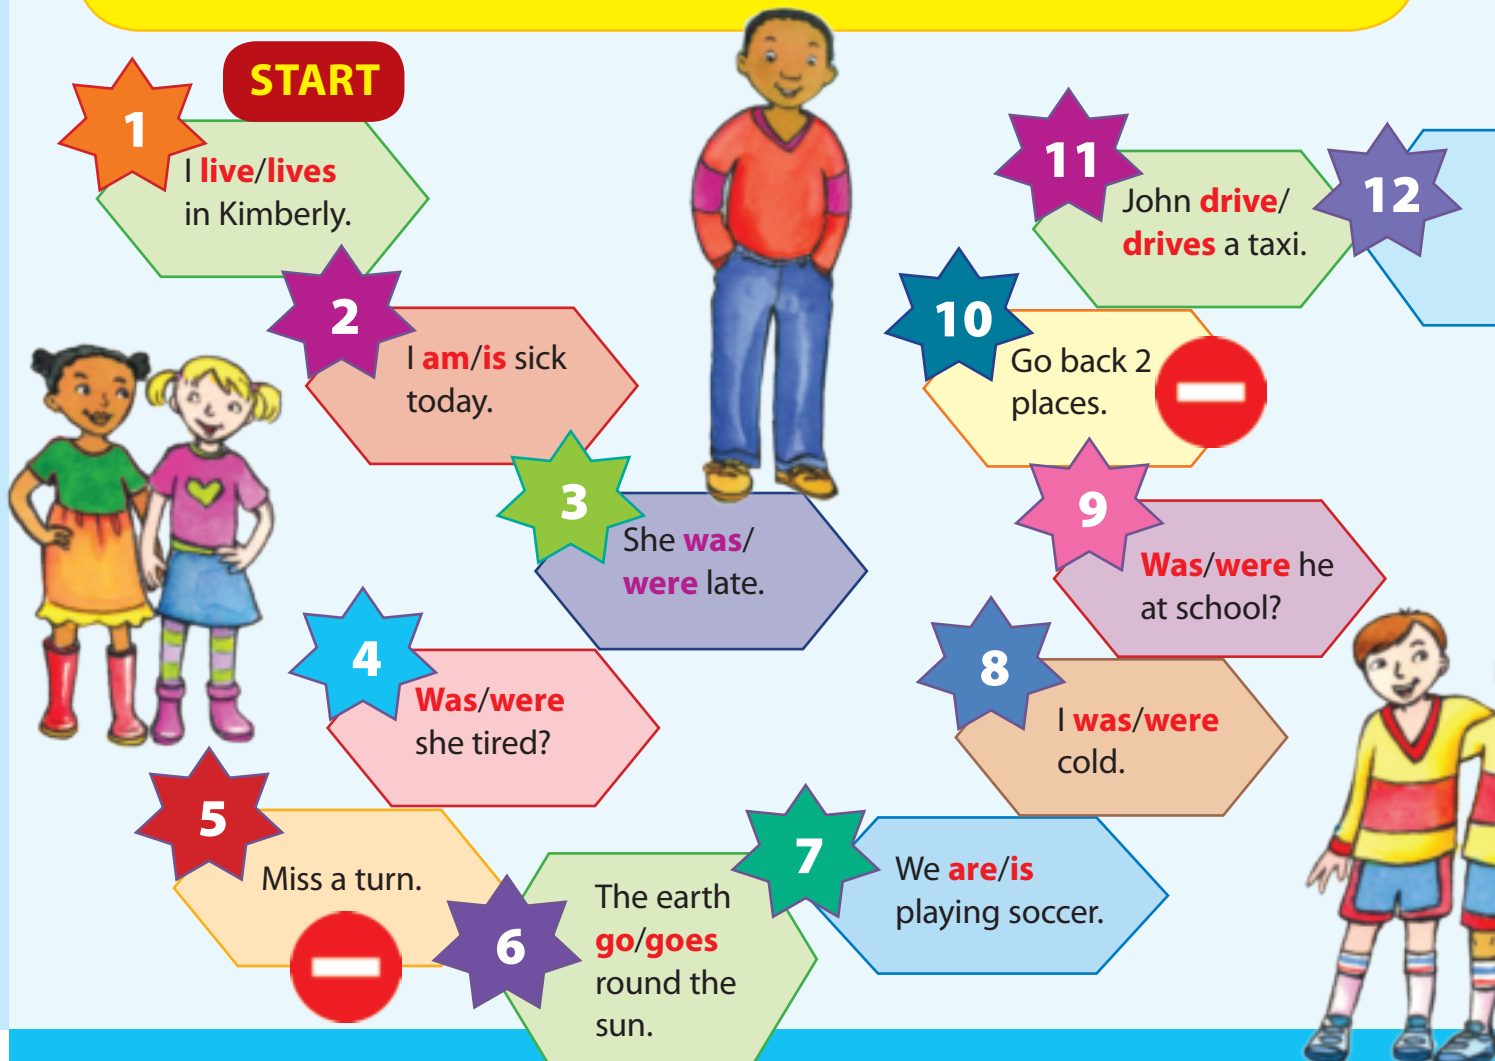 START
1
I live/lives
in Kimberly.
2
I am/is sick
today.
3
She was/
were late.
4
Was/were
she tired?
5
Miss a turn.
6
The earth
go/goes
round the
sun.
7
We are/is
playing soccer.
8
I was/were
cold.
9
Was/were he
at school?
10
Go back 2
places.
11
John drive/
drives a taxi.
12